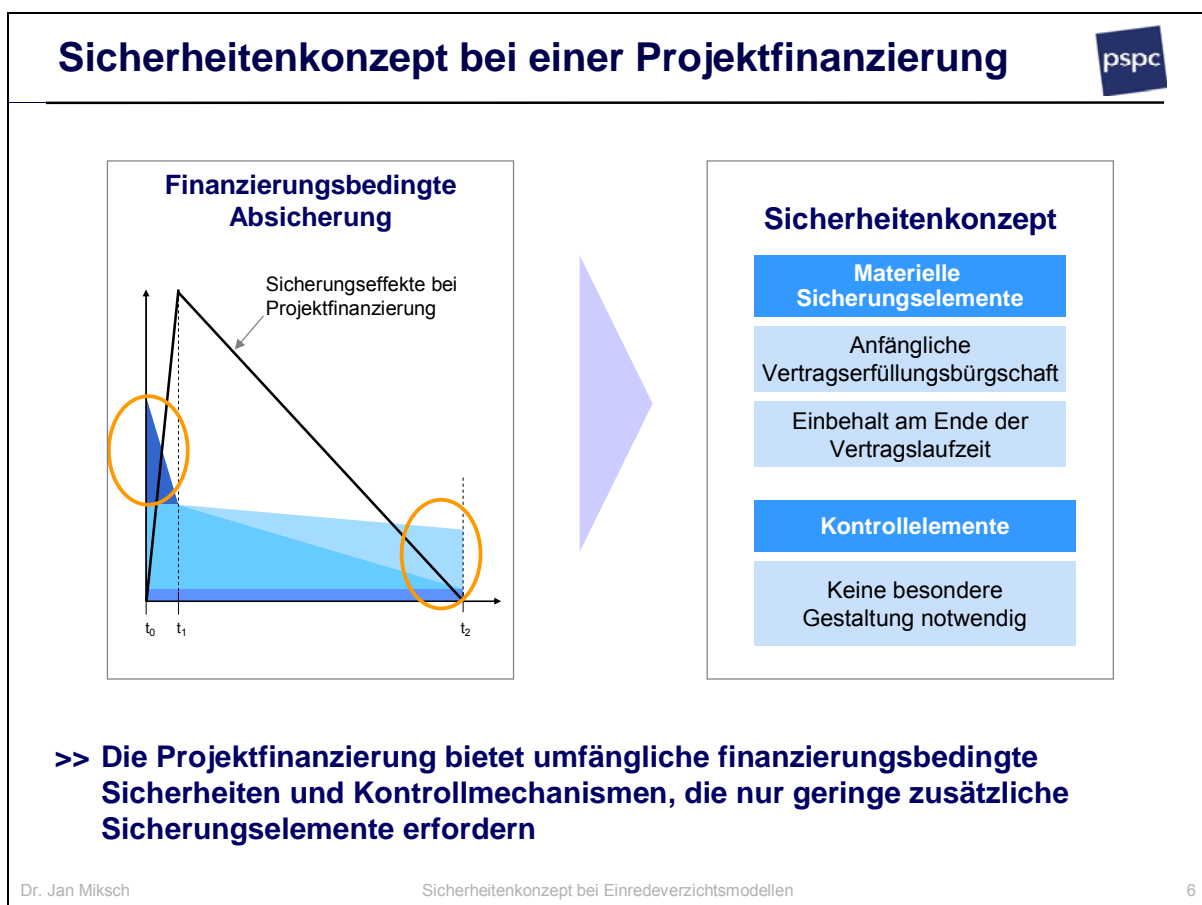 Sicherheitenkonzept bei einer Projektfinanzierung
pspc
Finanzierungsbedingte
Absicherung
Sicherungseffekte bei
Projektfinanzierung
t0 t1 t2
Sicherheitenkonzept
Materielle
Sicherungselemente
Anfängliche
Vertragserfüllungsbürgschaft
Einbehalt am Ende der
Vertragslaufzeit
Kontrollelemente
Keine besondere
Gestaltung notwendig
>> Die Projektfinanzierung bietet umfängliche finanzierungsbedingte
Sicherheiten und Kontrollmechanismen, die nur geringe zusätzliche
Sicherungselemente erfordern
Dr. Jan Miksch Sicherheitenkonzept bei Einredeverzichtsmodellen 6